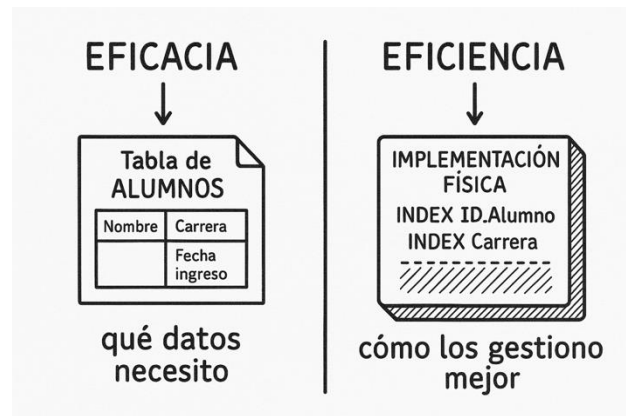 EFICACIA
Tabla de
ALUMNOS
Nombre
Carrera
Fecha
ingreso
qué datos
necesito
EFICIENCIA
IMPLEMENTACIÓN
FÍSICA
INDEX ID.Alumno
INDEX Carrera
cómo los gestiono
mejor